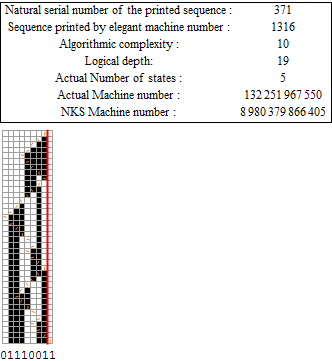 Natural serial number of the printed sequence : 371
Sequence printed by elegant machine number : 1316
Algorithmic complexity : 10
Logical depth: 19
Actual Number of states : 5
Actual Machine number : 132 251 967 550
NKS Machine number : 8 980 379 866 405
01110011